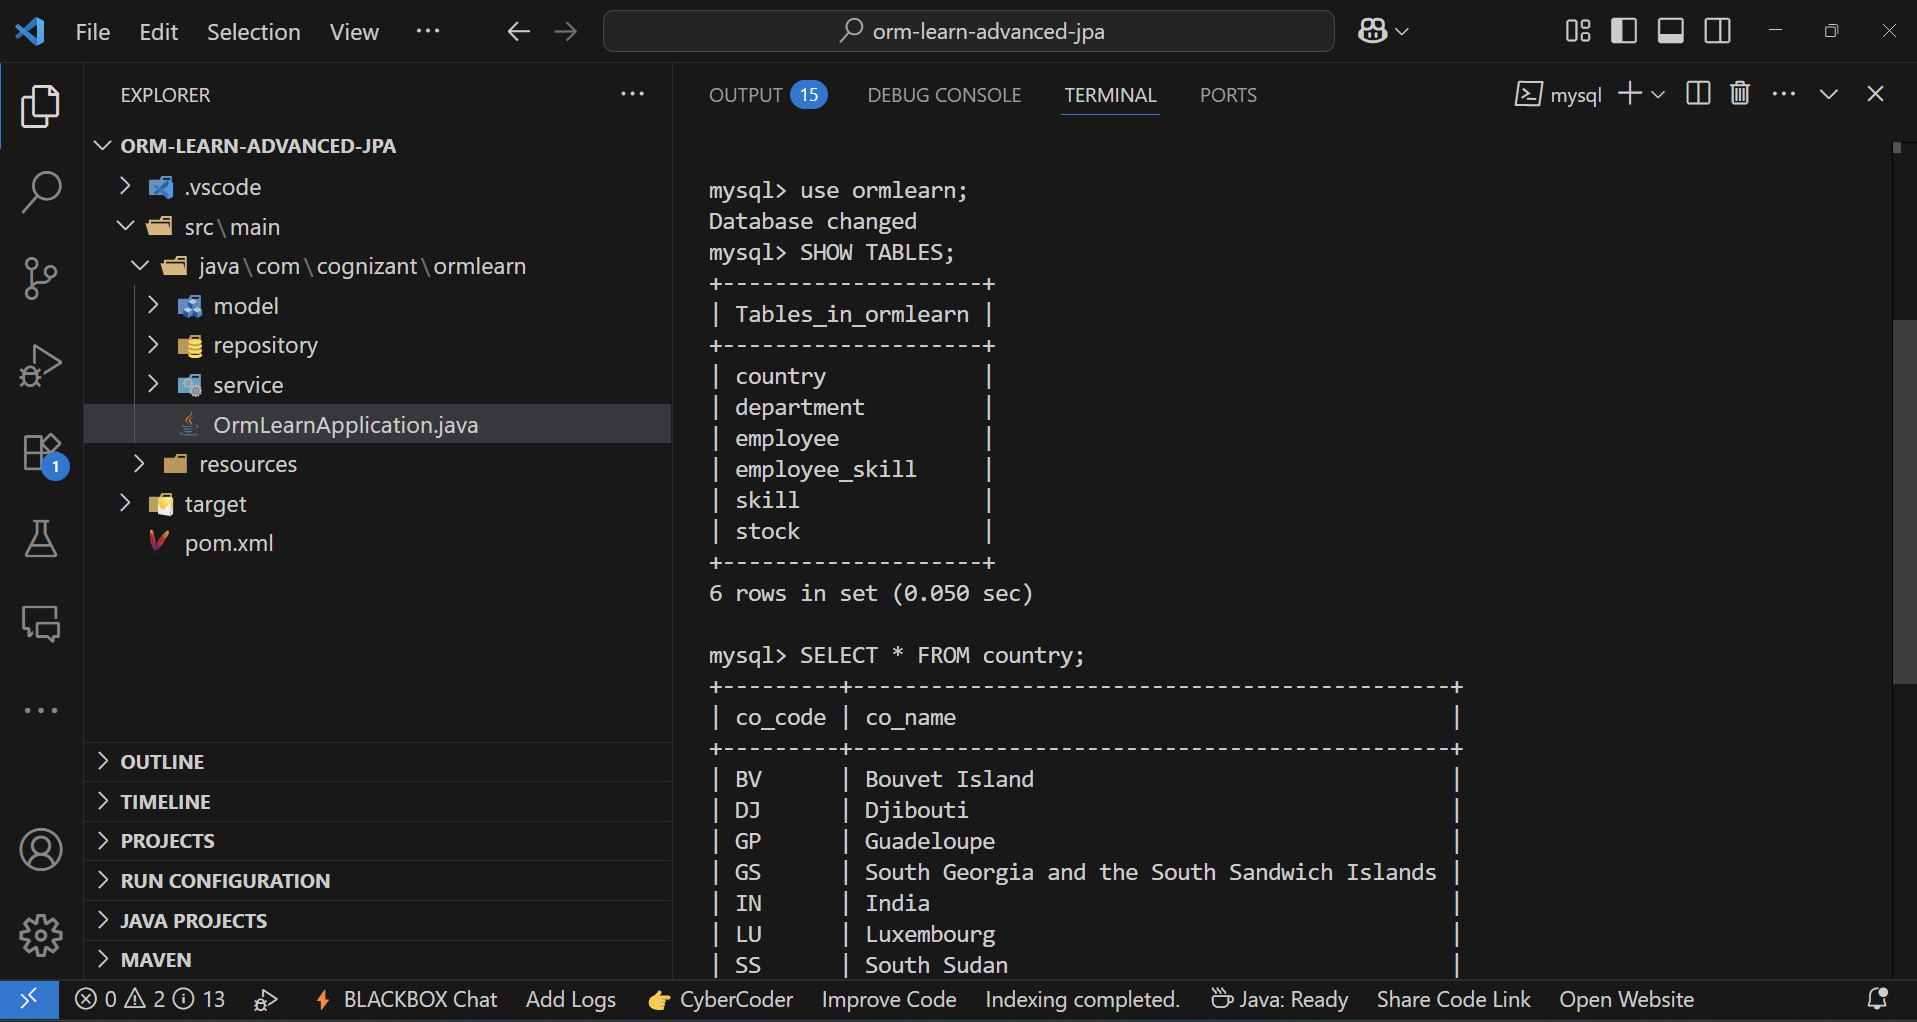 File Edit Selection View ··· orm-learn-advanced-jpa
EXPLORER ···
ORM-LEARN-ADVANCED-JPA
.vscode
src\main
java\com\cognizant\ormlearn
model
repository
service
OrmLearnApplication.java
resources
target
pom.xml
OUTLINE
TIMELINE
PROJECTS
RUN CONFIGURATION
JAVA PROJECTS
MAVEN
1
OUTPUT 15 DEBUG CONSOLE TERMINAL PORTS mysql
mysql> use ormlearn;
Database changed
mysql> SHOW TABLES;
+--------------------+
| Tables_in_ormlearn |
+--------------------+
| country            |
| department         |
| employee           |
| employee_skill     |
| skill              |
| stock              |
+--------------------+
6 rows in set (0.050 sec)
mysql> SELECT * FROM country;
+---------+----------------------------------------------+
| co_code | co_name                                      |
+---------+----------------------------------------------+
| BV      | Bouvet Island                                |
| DJ      | Djibouti                                     |
| GP      | Guadeloupe                                   |
| GS      | South Georgia and the South Sandwich Islands |
| IN      | India                                        |
| LU      | Luxembourg                                   |
| SS      | South Sudan                                  |
0 2 13 BLACKBOX Chat Add Logs CyberCoder Improve Code Indexing completed. Java: Ready Share Code Link Open Website